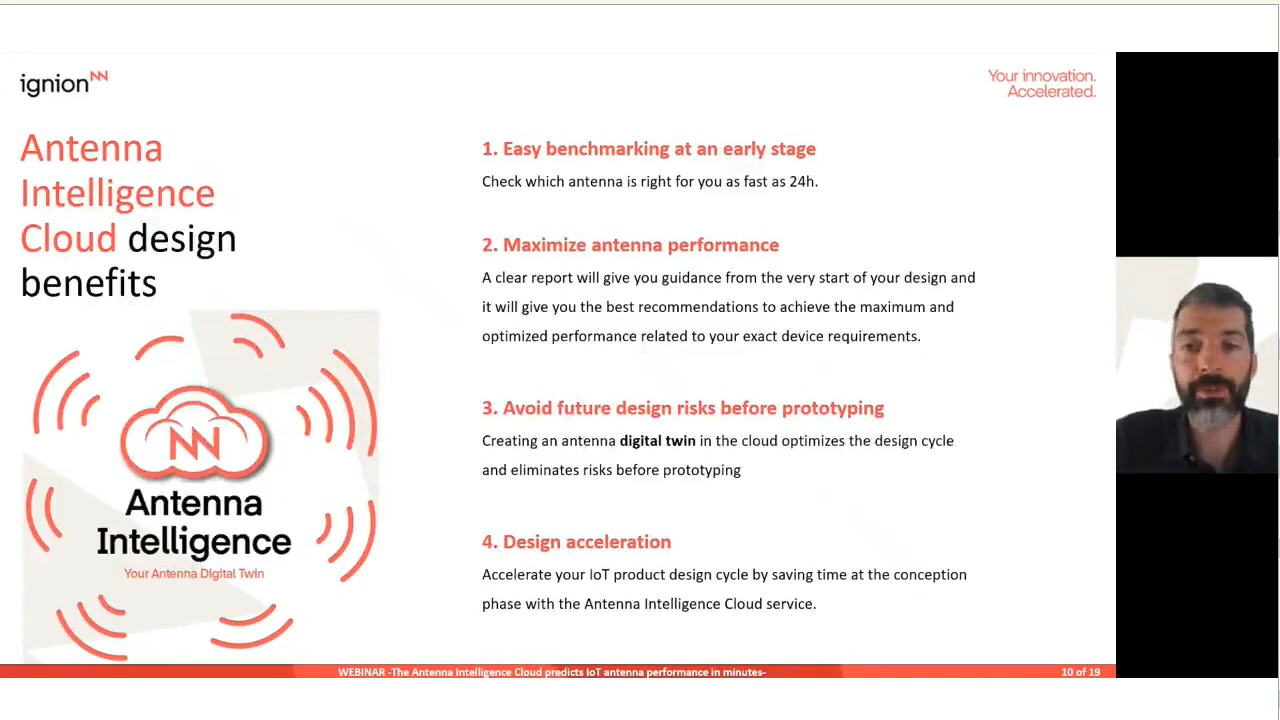 ignion
Your innovation.
Accelerated.
Antenna
Intelligence
Cloud design
benefits
Antenna
Intelligence
Your Antenna Digital Twin
1. Easy benchmarking at an early stage
Check which antenna is right for you as fast as 24h.
2. Maximize antenna performance
A clear report will give you guidance from the very start of your design and
it will give you the best recommendations to achieve the maximum and
optimized performance related to your exact device requirements.
3. Avoid future design risks before prototyping
Creating an antenna digital twin in the cloud optimizes the design cycle
and eliminates risks before prototyping
4. Design acceleration
Accelerate your IoT product design cycle by saving time at the conception
phase with the Antenna Intelligence Cloud service.
WEBINAR -The Antenna Intelligence Cloud predicts IoT antenna performance in minutes-
10 of 19